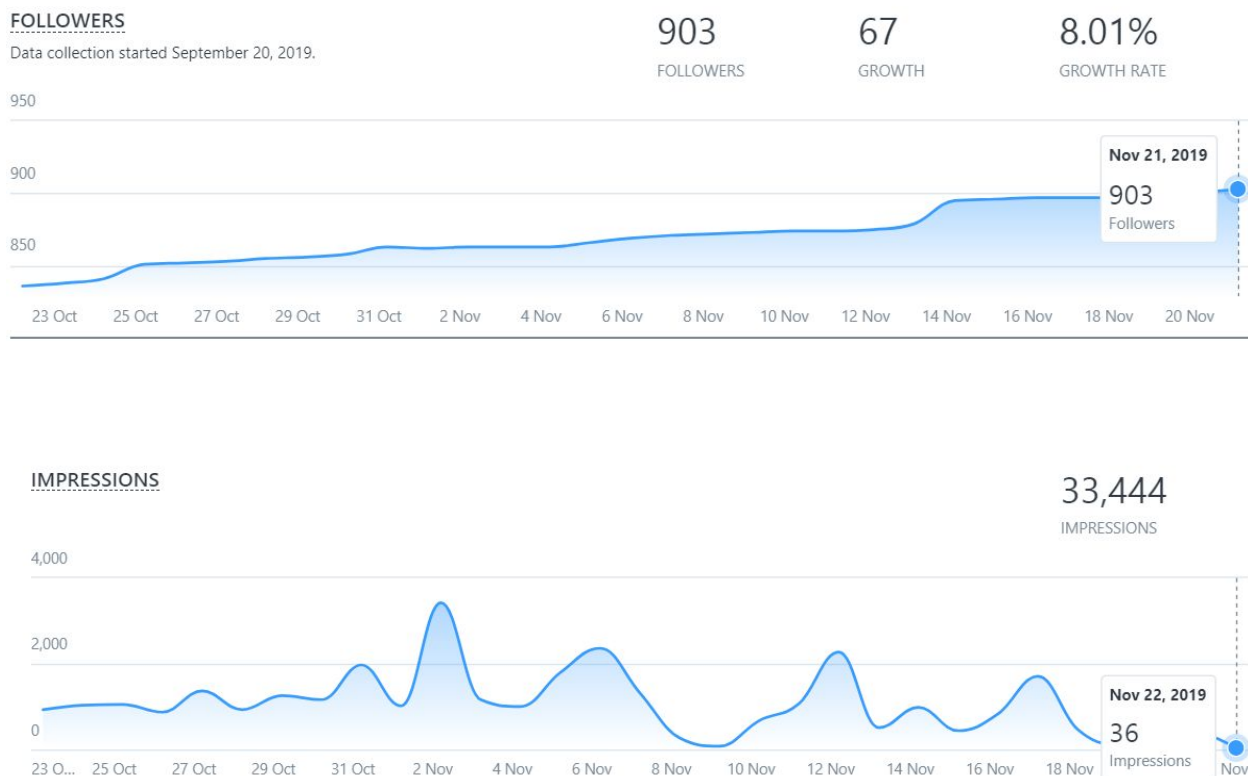 FOLLOWERS
Data collection started September 20, 2019.
903
FOLLOWERS
67
GROWTH
8.01%
GROWTH RATE
950
900
850
Nov 21, 2019
903
Followers
23 Oct 25 Oct 27 Oct 29 Oct 31 Oct 2 Nov 4 Nov 6 Nov 8 Nov 10 Nov 12 Nov 14 Nov 16 Nov 18 Nov 20 Nov
IMPRESSIONS
33,444
IMPRESSIONS
4,000
2,000
0
Nov 22, 2019
36
Impressions
23 O... 25 Oct 27 Oct 29 Oct 31 Oct 2 Nov 4 Nov 6 Nov 8 Nov 10 Nov 12 Nov 14 Nov 16 Nov 18 Nov Nov